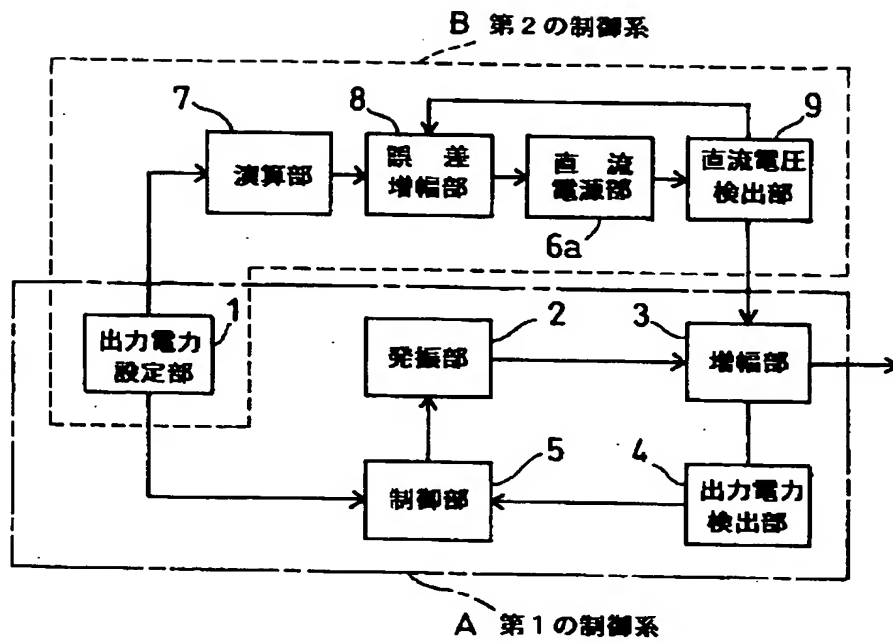 B 第2の制御系
7
8
9
演算部
誤差
増幅部
直流
電源部
直流電圧
検出部
6a
1
出力電力
設定部
2
3
発振部
増幅部
5
4
制御部
出力電力
検出部
A 第1の制御系